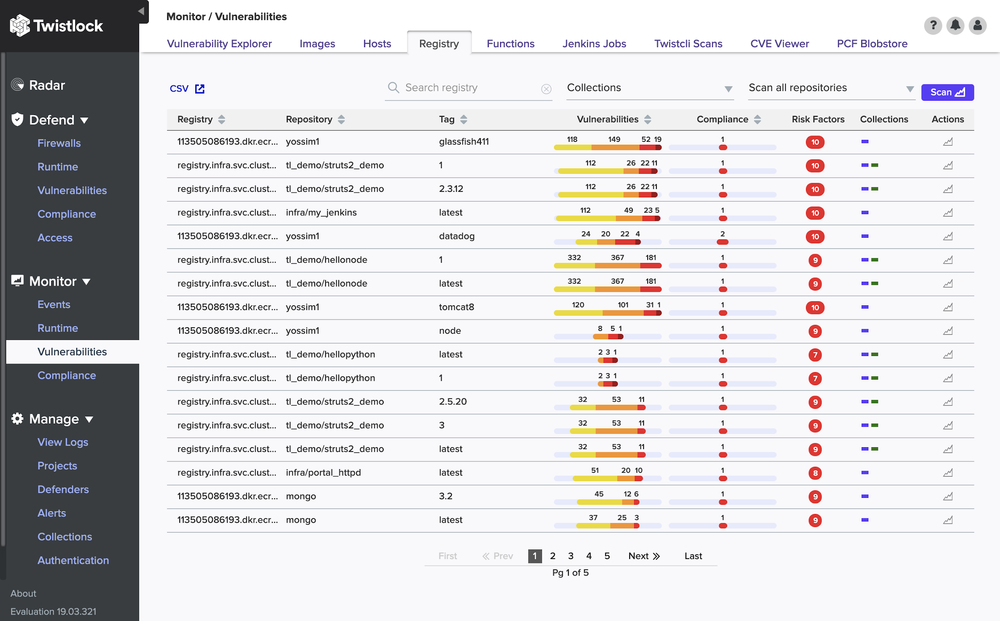 Twistlock
Monitor / Vulnerabilities
?
Vulnerability Explorer Images Hosts Registry Functions Jenkins Jobs Twistcli Scans CVE Viewer PCF Blobstore
Radar
Defend
Firewalls
Runtime
Vulnerabilities
Compliance
Access
Monitor
Events
Runtime
Vulnerabilities
Compliance
Manage
View Logs
Projects
Defenders
Alerts
Collections
Authentication
About
Evaluation 19.03.321
CSV Search registry Collections Scan all repositories Scan
Registry Repository Tag Vulnerabilities Compliance Risk Factors Collections Actions
113505086193.dkr.ecr... yossim1 glassfish411 118 149 52 19 1 10
registry.infra.svc.clust... tl_demo/struts2_demo 1 112 26 22 11 1 10
registry.infra.svc.clust... tl_demo/struts2_demo 2.3.12 112 26 22 11 1 10
registry.infra.svc.clust... infra/my_jenkins latest 112 49 23 5 1 10
113505086193.dkr.ecr... yossim1 datadog 24 20 22 4 2 10
registry.infra.svc.clust... tl_demo/hellonode 1 332 367 181 1 9
registry.infra.svc.clust... tl_demo/hellonode latest 332 367 181 1 9
113505086193.dkr.ecr... yossim1 tomcat8 120 101 31 1 1 10
113505086193.dkr.ecr... yossim1 node 8 5 1 1 9
registry.infra.svc.clust... tl_demo/hellopython latest 2 3 1 1 7
registry.infra.svc.clust... tl_demo/hellopython 1 2 3 1 1 7
registry.infra.svc.clust... tl_demo/struts2_demo 2.5.20 32 53 11 1 9
registry.infra.svc.clust... tl_demo/struts2_demo 3 32 53 11 1 9
registry.infra.svc.clust... tl_demo/struts2_demo latest 32 53 11 1 9
registry.infra.svc.clust... infra/portal_httpd latest 51 20 10 1 8
113505086193.dkr.ecr... mongo 3.2 45 12 6 1 9
113505086193.dkr.ecr... mongo latest 37 25 3 1 9
First « Prev 1 2 3 4 5 Next » Last
Pg 1 of 5